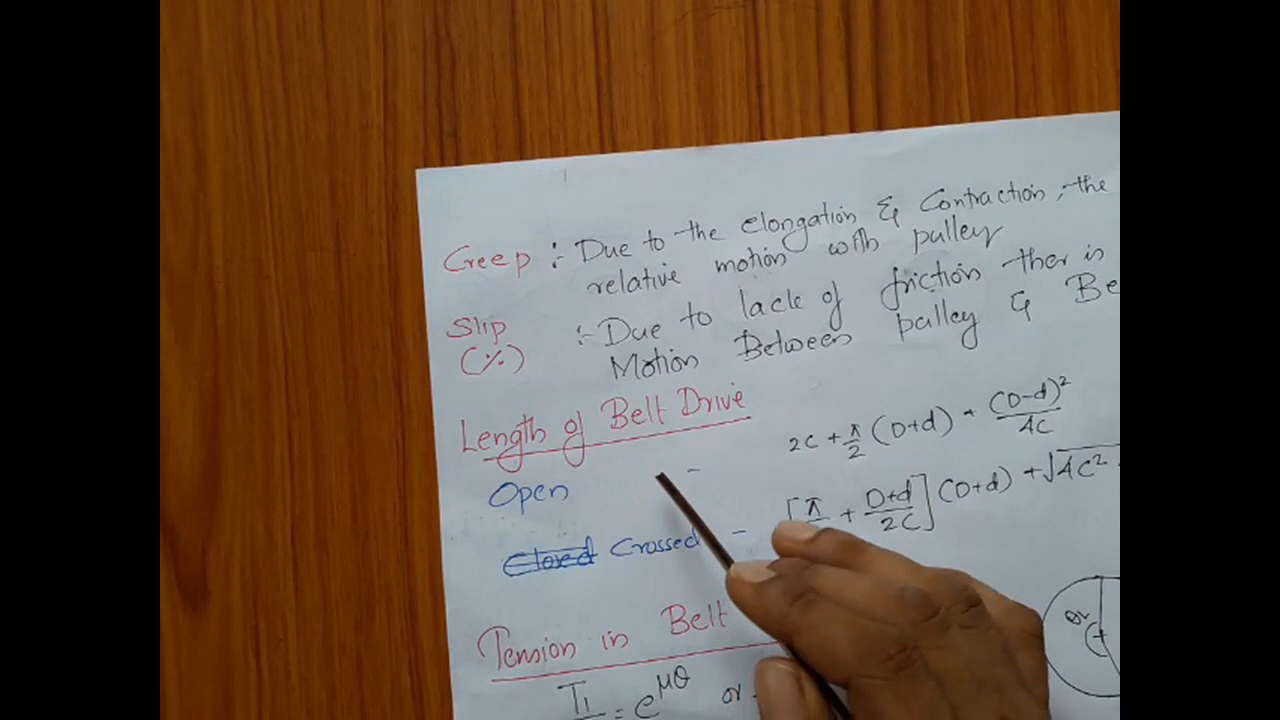 Creep :- Due to the elongation & Contraction, the
relative motion with pulley
Slip :- Due to lack of friction ther is
(%) Motion Between pulley & Be
Length of Belt Drive
Open - 2C + π/2 (D+d) + (D-d)²/4C
Closed Crossed - [π + D+d/2C] (D+d) + √4C²
Tension in Belt
T1 = e^μθ or
or